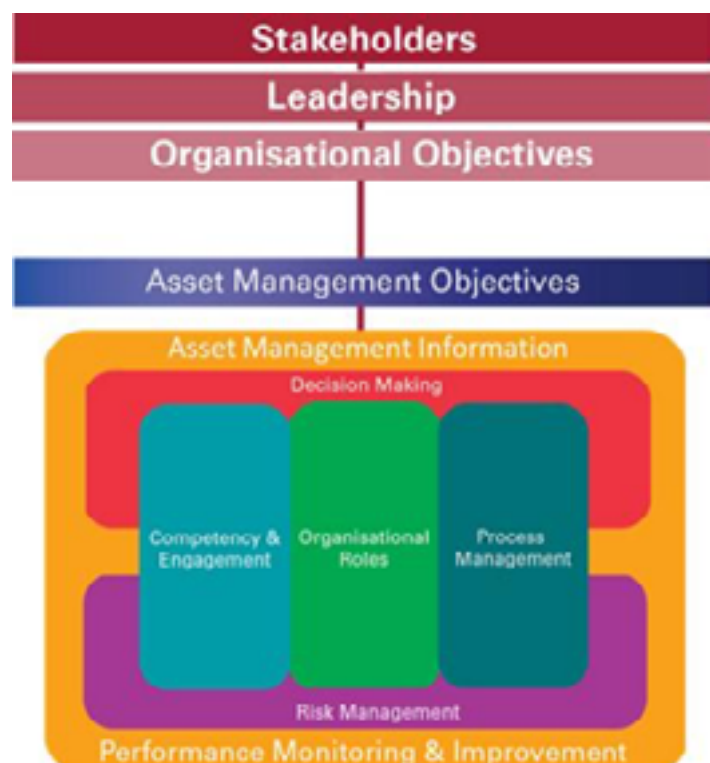 Stakeholders
Leadership
Organisational Objectives
Asset Management Objectives
Asset Management Information
Decision Making
Competency &
Engagement
Organisational
Roles
Process
Management
Risk Management
Performance Monitoring & Improvement